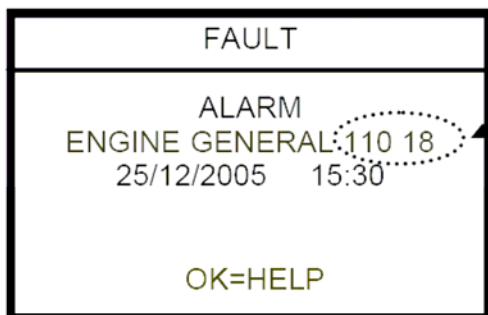 FAULT
ALARM
ENGINE GENERAL 110 18
25/12/2005 15:30
OK=HELP